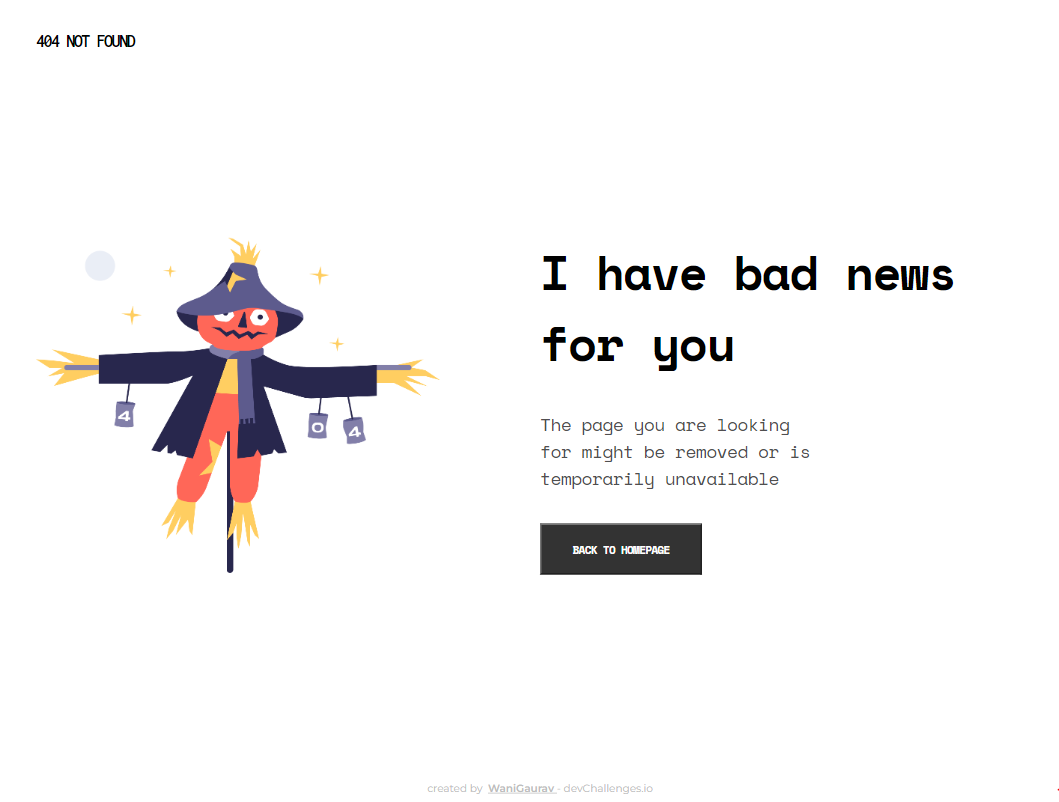 404 NOT FOUND
I have bad news
for you
4
0
4
The page you are looking
for might be removed or is
temporarily unavailable
BACK TO HOMEPAGE
created by WaniGaurav - devChallenges.io